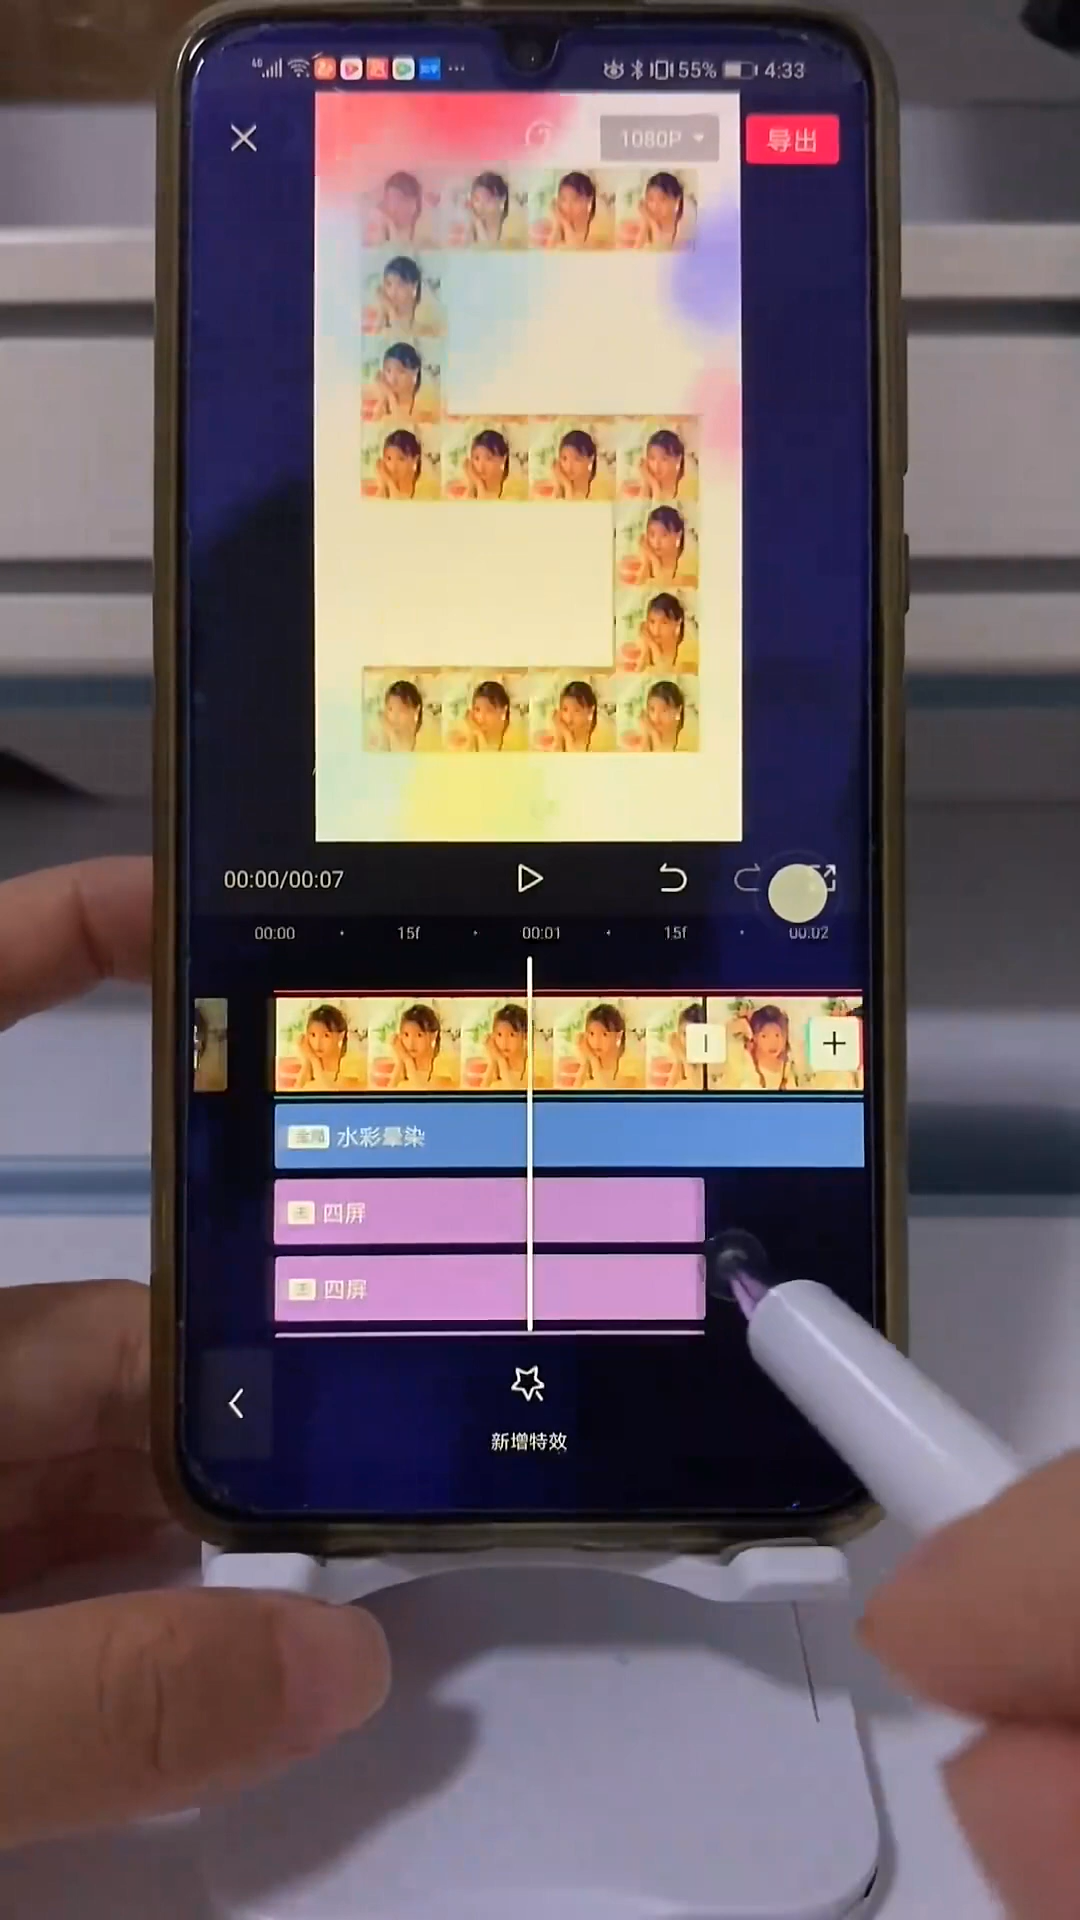 4G 55% 4:33
1080P 导出
00:00/00:07
00:00 15f 00:01 15f 00:02
水彩晕染
四屏
四屏
新增特效